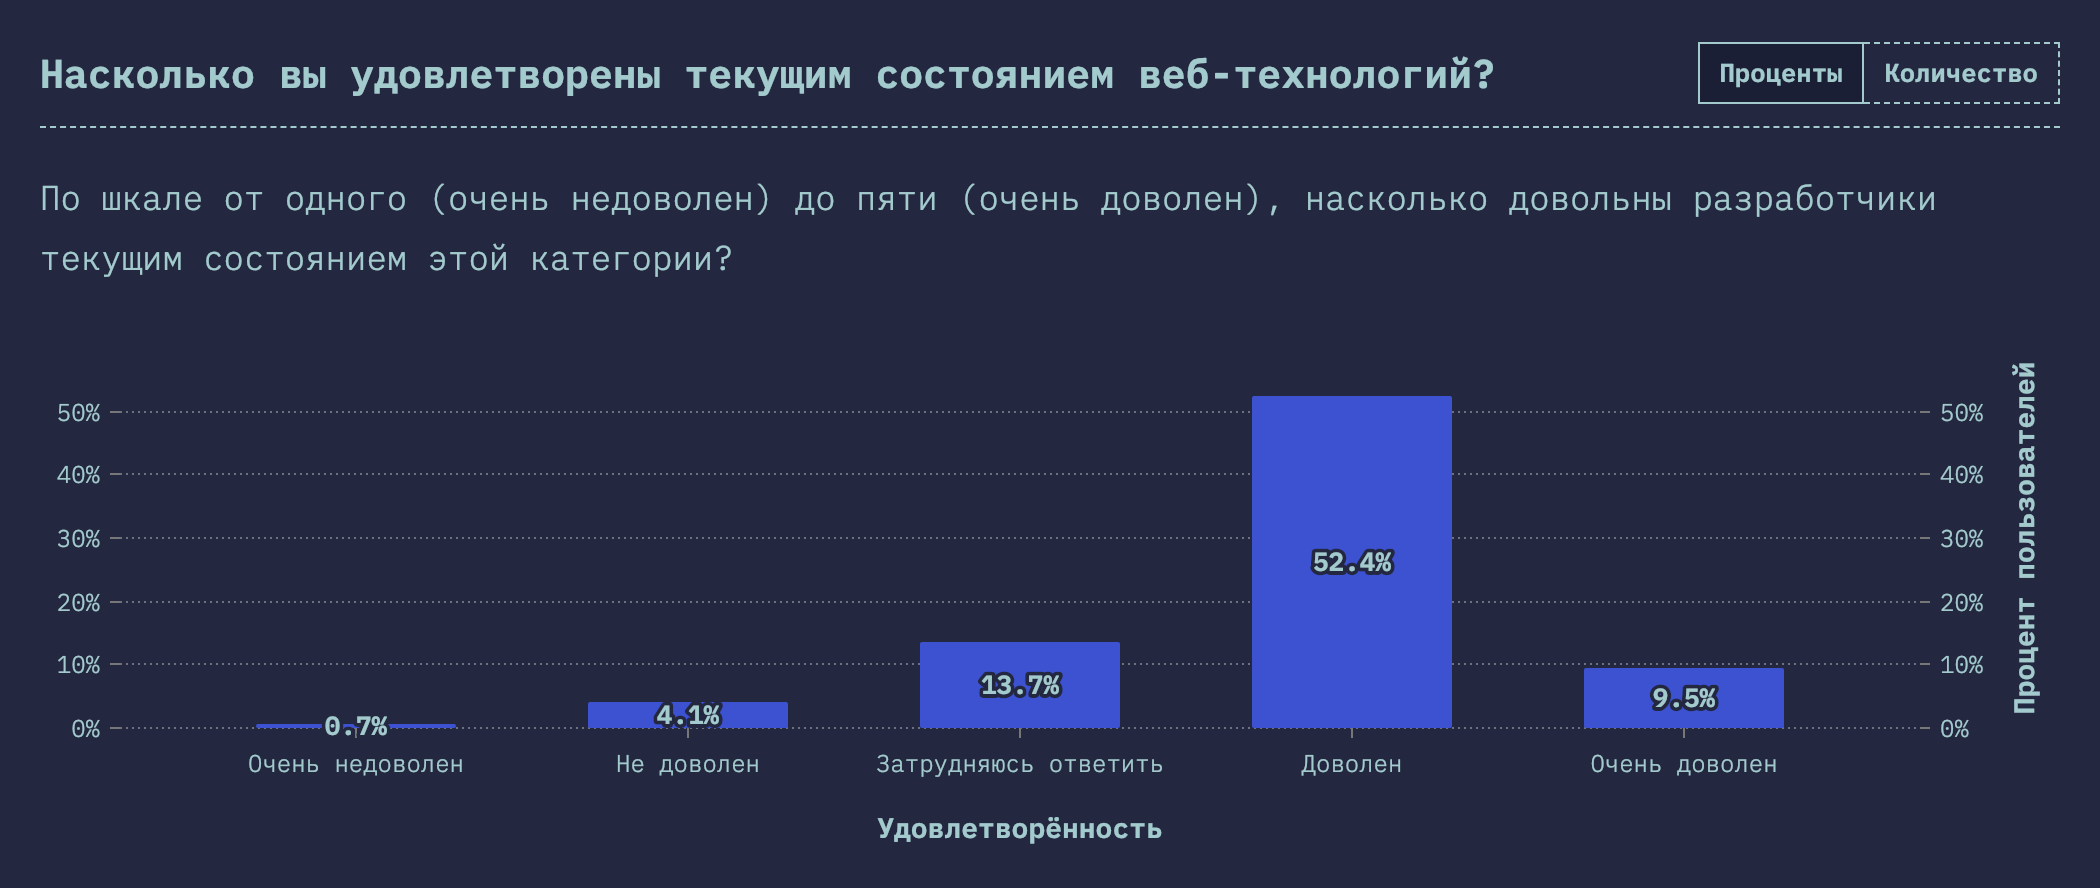 Насколько вы удовлетворены текущим состоянием веб-технологий?
Проценты Количество
По шкале от одного (очень недоволен) до пяти (очень доволен), насколько довольны разработчики
текущим состоянием этой категории?
50% 50%
40% 40%
30% 30%
20% 20%
10% 10%
0% 0%
Процент пользователей
0.7% 4.1% 13.7% 52.4% 9.5%
Очень недоволен Не доволен Затрудняюсь ответить Доволен Очень доволен
Удовлетворённость